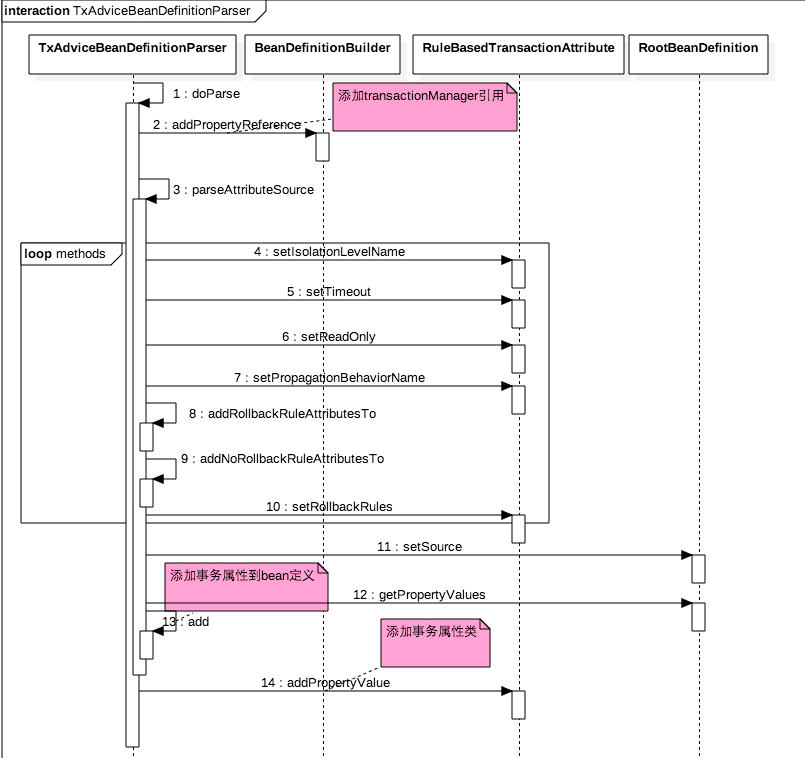 interaction TxAdviceBeanDefinitionParser
TxAdviceBeanDefinitionParser
BeanDefinitionBuilder
RuleBasedTransactionAttribute
RootBeanDefinition
1 : doParse
添加transactionManager引用
2 : addPropertyReference
3 : parseAttributeSource
loop methods
4 : setIsolationLevelName
5 : setTimeout
6 : setReadOnly
7 : setPropagationBehaviorName
8 : addRollbackRuleAttributesTo
9 : addNoRollbackRuleAttributesTo
10 : setRollbackRules
11 : setSource
添加事务属性到bean定义
12 : getPropertyValues
13 : add
添加事务属性类
14 : addPropertyValue